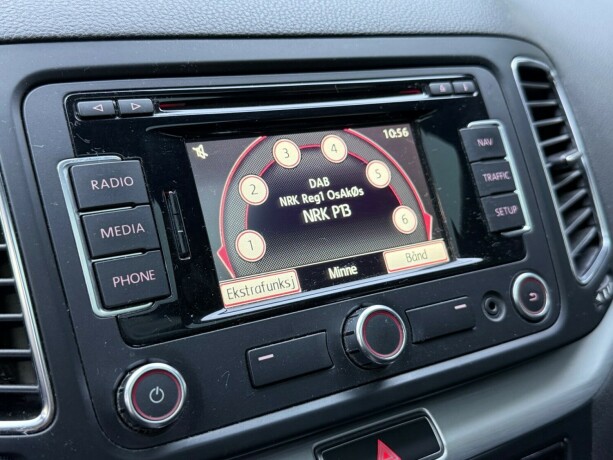 RADIO
MEDIA
PHONE
10:56
3
4
2
5
1
6
DAB
NRK Reg1 OsAkØs
NRK P13
Ekstrafunksj
Minne
Bånd
NAV
TRAFFIC
SETUP